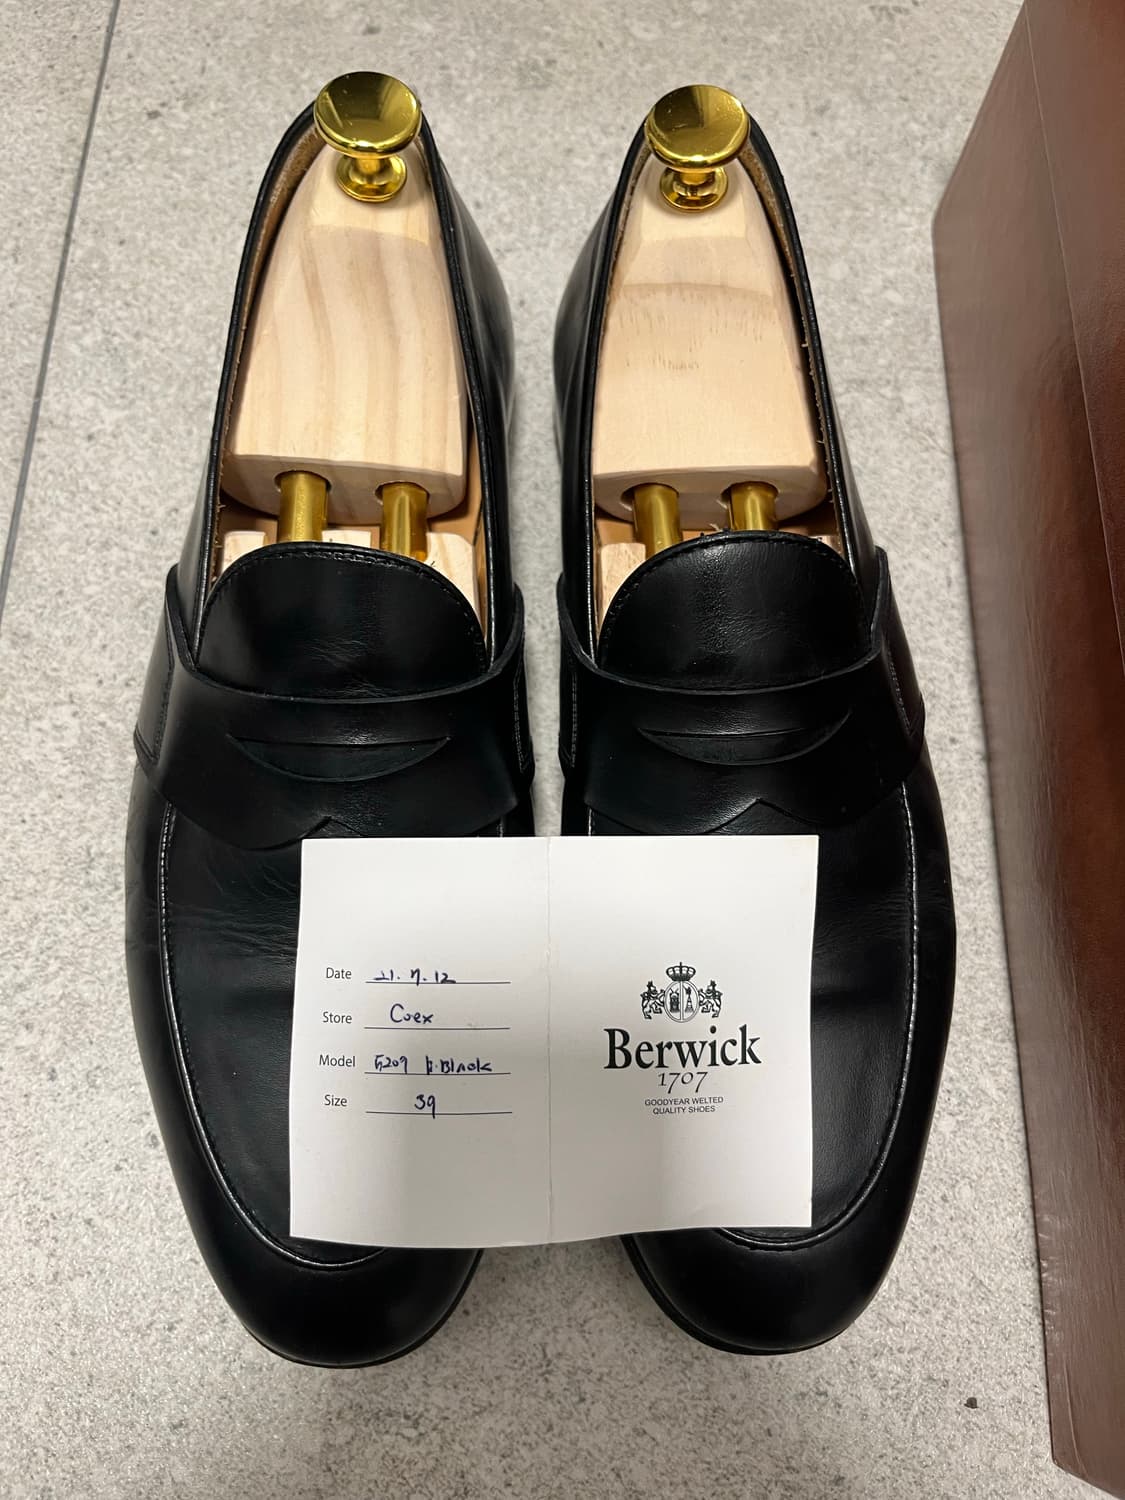 Date 21.7.12
Store Coex
Model 5209 K.Black
Size 39
Berwick
1707
GOODYEAR WELTED
QUALITY SHOES